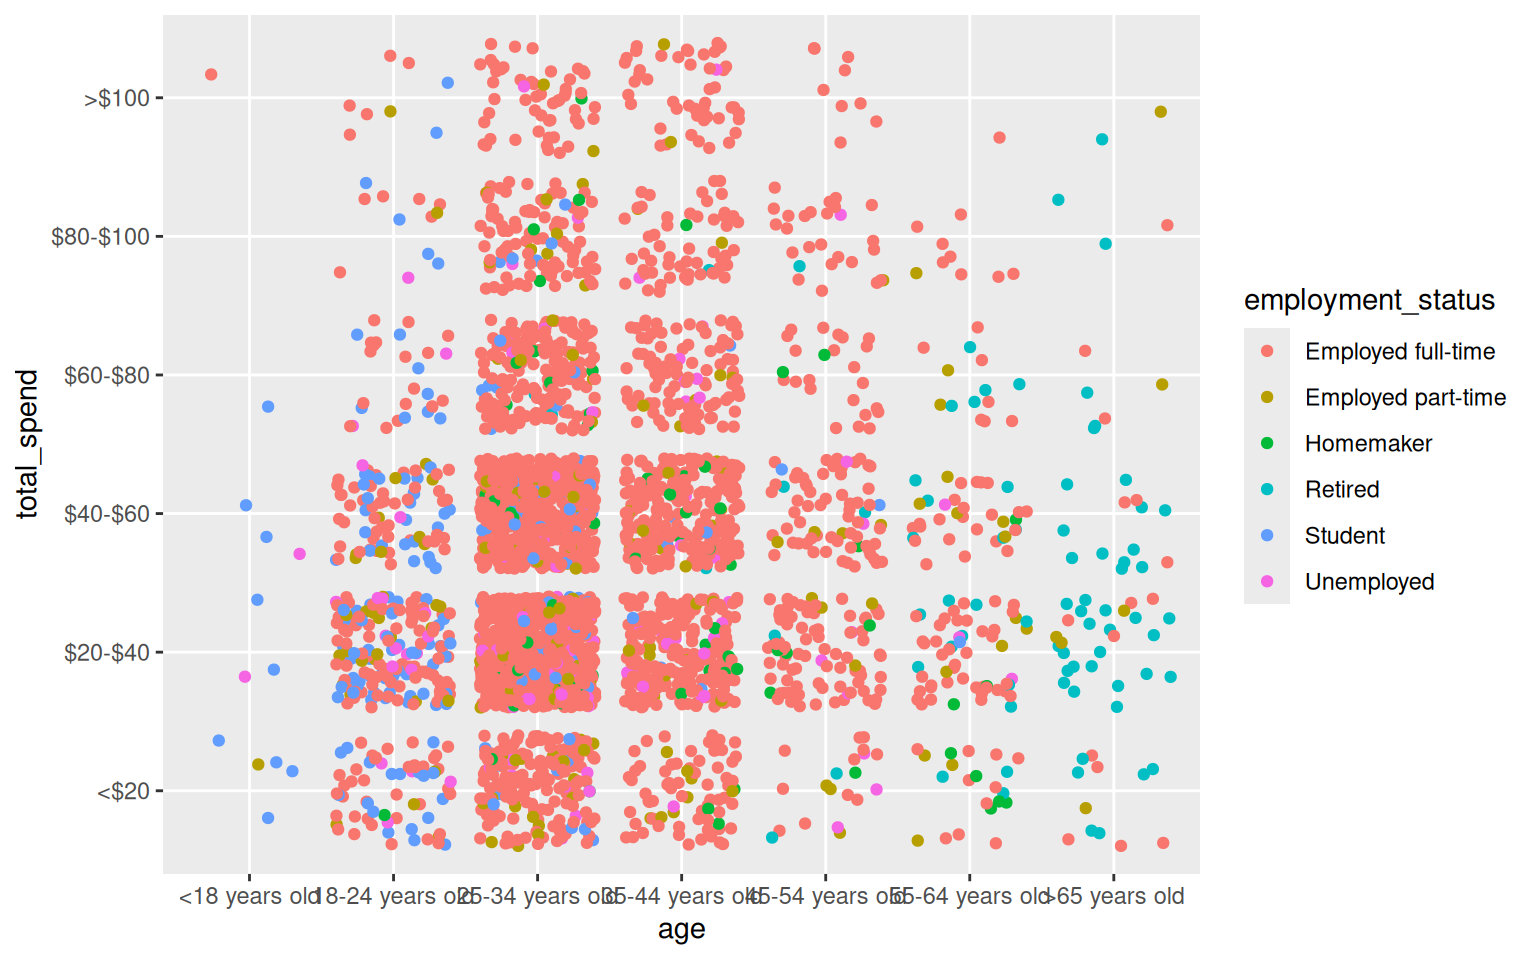 total_spend
>$100
$80-$100
$60-$80
$40-$60
$20-$40
<$20
<18 years old
18-24 years old
25-34 years old
35-44 years old
45-54 years old
55-64 years old
>65 years old
age
employment_status
Employed full-time
Employed part-time
Homemaker
Retired
Student
Unemployed